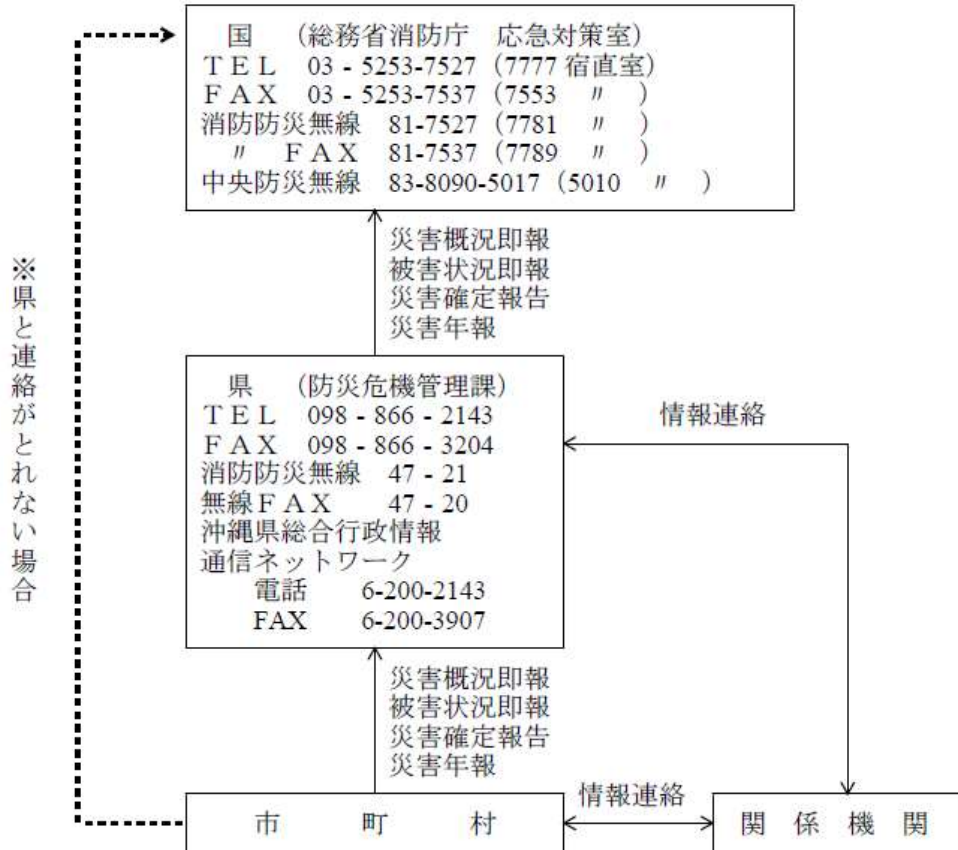 国　(総務省消防庁　応急対策室)
ＴＥＬ　03 - 5253-7527 (7777 宿直室)
ＦＡＸ　03 - 5253-7537 (7553　〃　)
消防防災無線　81-7527 (7781　〃　)
〃　ＦＡＸ　81-7537 (7789　〃　)
中央防災無線　83-8090-5017 (5010　〃　)
災害概況即報
被害状況即報
災害確定報告
災害年報
※県と連絡がとれない場合
県　(防災危機管理課)
ＴＥＬ　098 - 866 - 2143
ＦＡＸ　098 - 866 - 3204
消防防災無線　47 - 21
無線ＦＡＸ　47 - 20
沖縄県総合行政情報
通信ネットワーク
電話　6-200-2143
FAX　6-200-3907
情報連絡
災害概況即報
被害状況即報
災害確定報告
災害年報
市　町　村
情報連絡
関　係　機　関